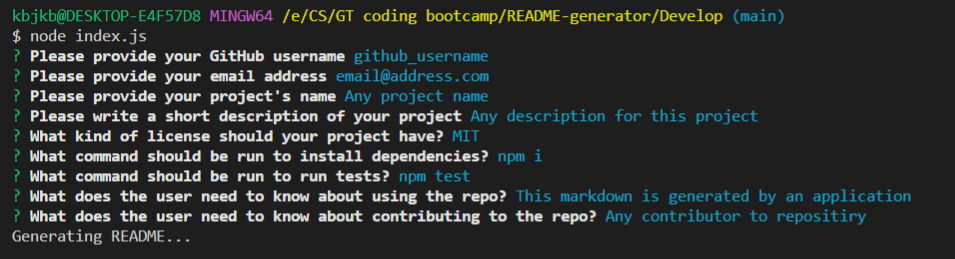 kbjkb@DESKTOP-E4F57D8 MINGW64 /e/CS/GT coding bootcamp/README-generator/Develop (main)
$ node index.js
? Please provide your GitHub username github_username
? Please provide your email address email@address.com
? Please provide your project's name Any project name
? Please write a short description of your project Any description for this project
? What kind of license should your project have? MIT
? What command should be run to install dependencies? npm i
? What command should be run to run tests? npm test
? What does the user need to know about using the repo? This markdown is generated by an application
? What does the user need to know about contributing to the repo? Any contributor to repositiry
Generating README...